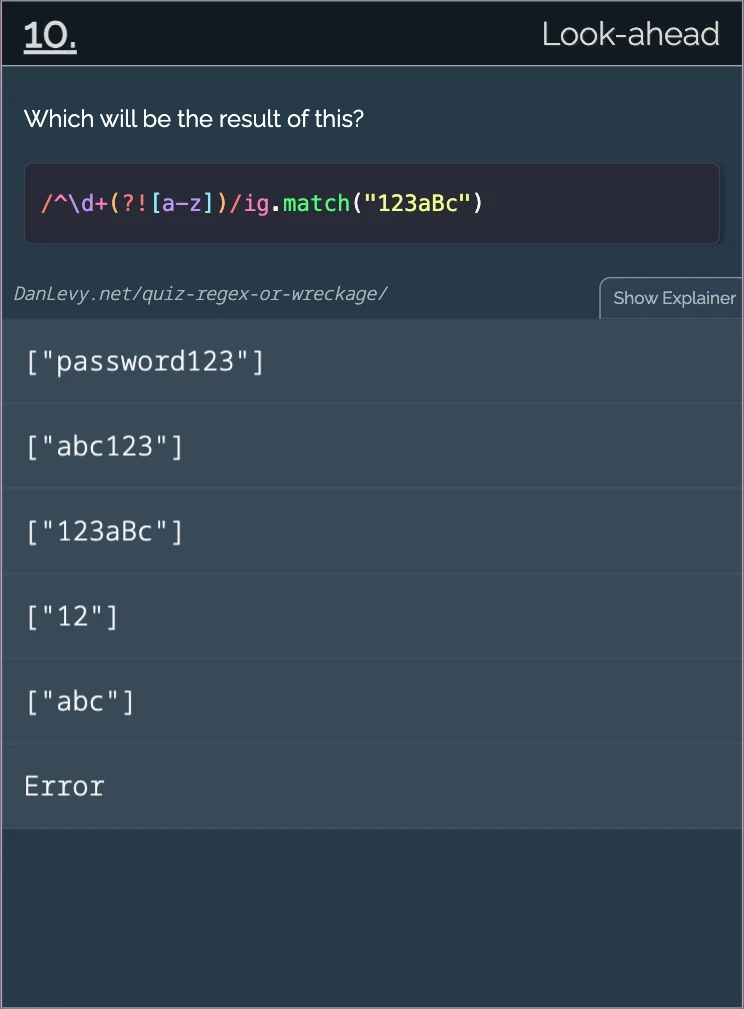 10.
Look-ahead
Which will be the result of this?
/^\d+(?![a-z])/ig.match("123aBc")
DanLevy.net/quiz-regex-or-wreckage/
Show Explainer
["password123"]
["abc123"]
["123aBc"]
["12"]
["abc"]
Error